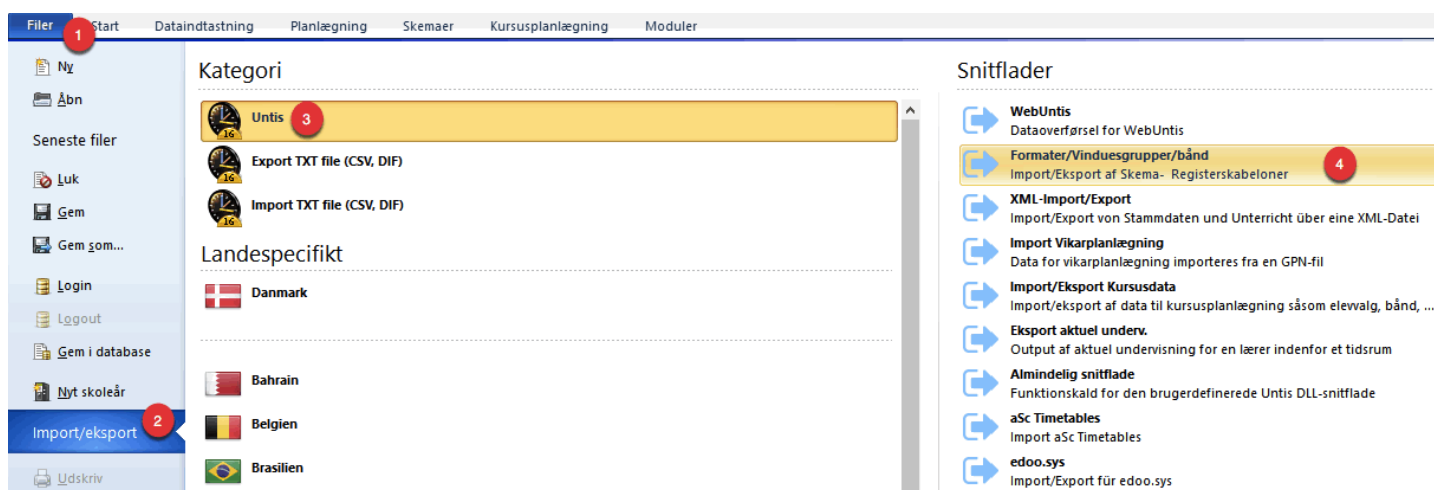 Filer Start Dataindtastning Planlægning Skemaer Kursusplanlægning Moduler
1
Ny
Åbn
Seneste filer
Luk
Gem
Gem som...
Login
Logout
Gem i database
Nyt skoleår
Import/eksport
2
Udskriv
Kategori
Untis
3
16
Export TXT file (CSV, DIF)
16
Import TXT file (CSV, DIF)
16
Landespecifikt
Danmark
Bahrain
Belgien
Brasilien
Snitflader
WebUntis
Dataoverførsel for WebUntis
Formater/Vinduesgrupper/bånd
Import/Eksport af Skema- Registerskabeloner
4
XML-Import/Export
Import/Export von Stammdaten und Unterricht über eine XML-Datei
Import Vikarplanlægning
Data for vikarplanlægning importeres fra en GPN-fil
Import/Eksport Kursusdata
Import/eksport af data til kursusplanlægning såsom elevvalg, bånd, ...
Eksport aktuel underv.
Output af aktuel undervisning for en lærer indenfor et tidsrum
Almindelig snitflade
Funktionskald for den brugerdefinerede Untis DLL-snitflade
aSc Timetables
Import aSc Timetables
edoo.sys
Import/Export für edoo.sys